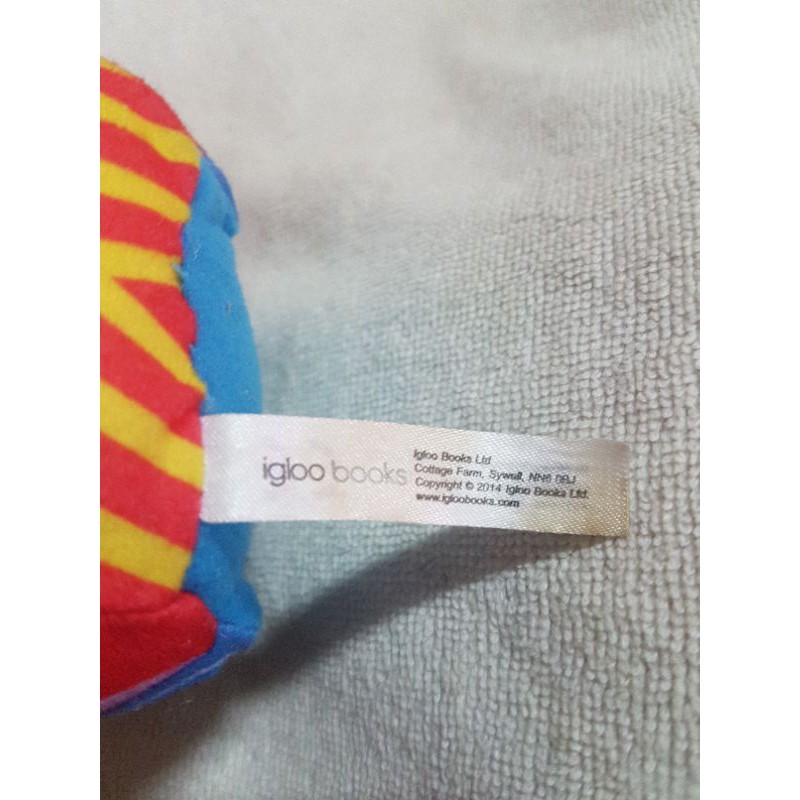 igloo books
Igloo Books Ltd
Cottage Farm, Sywell, NN6 0BJ
Copyright © 2014 Igloo Books Ltd.
www.igloobooks.com